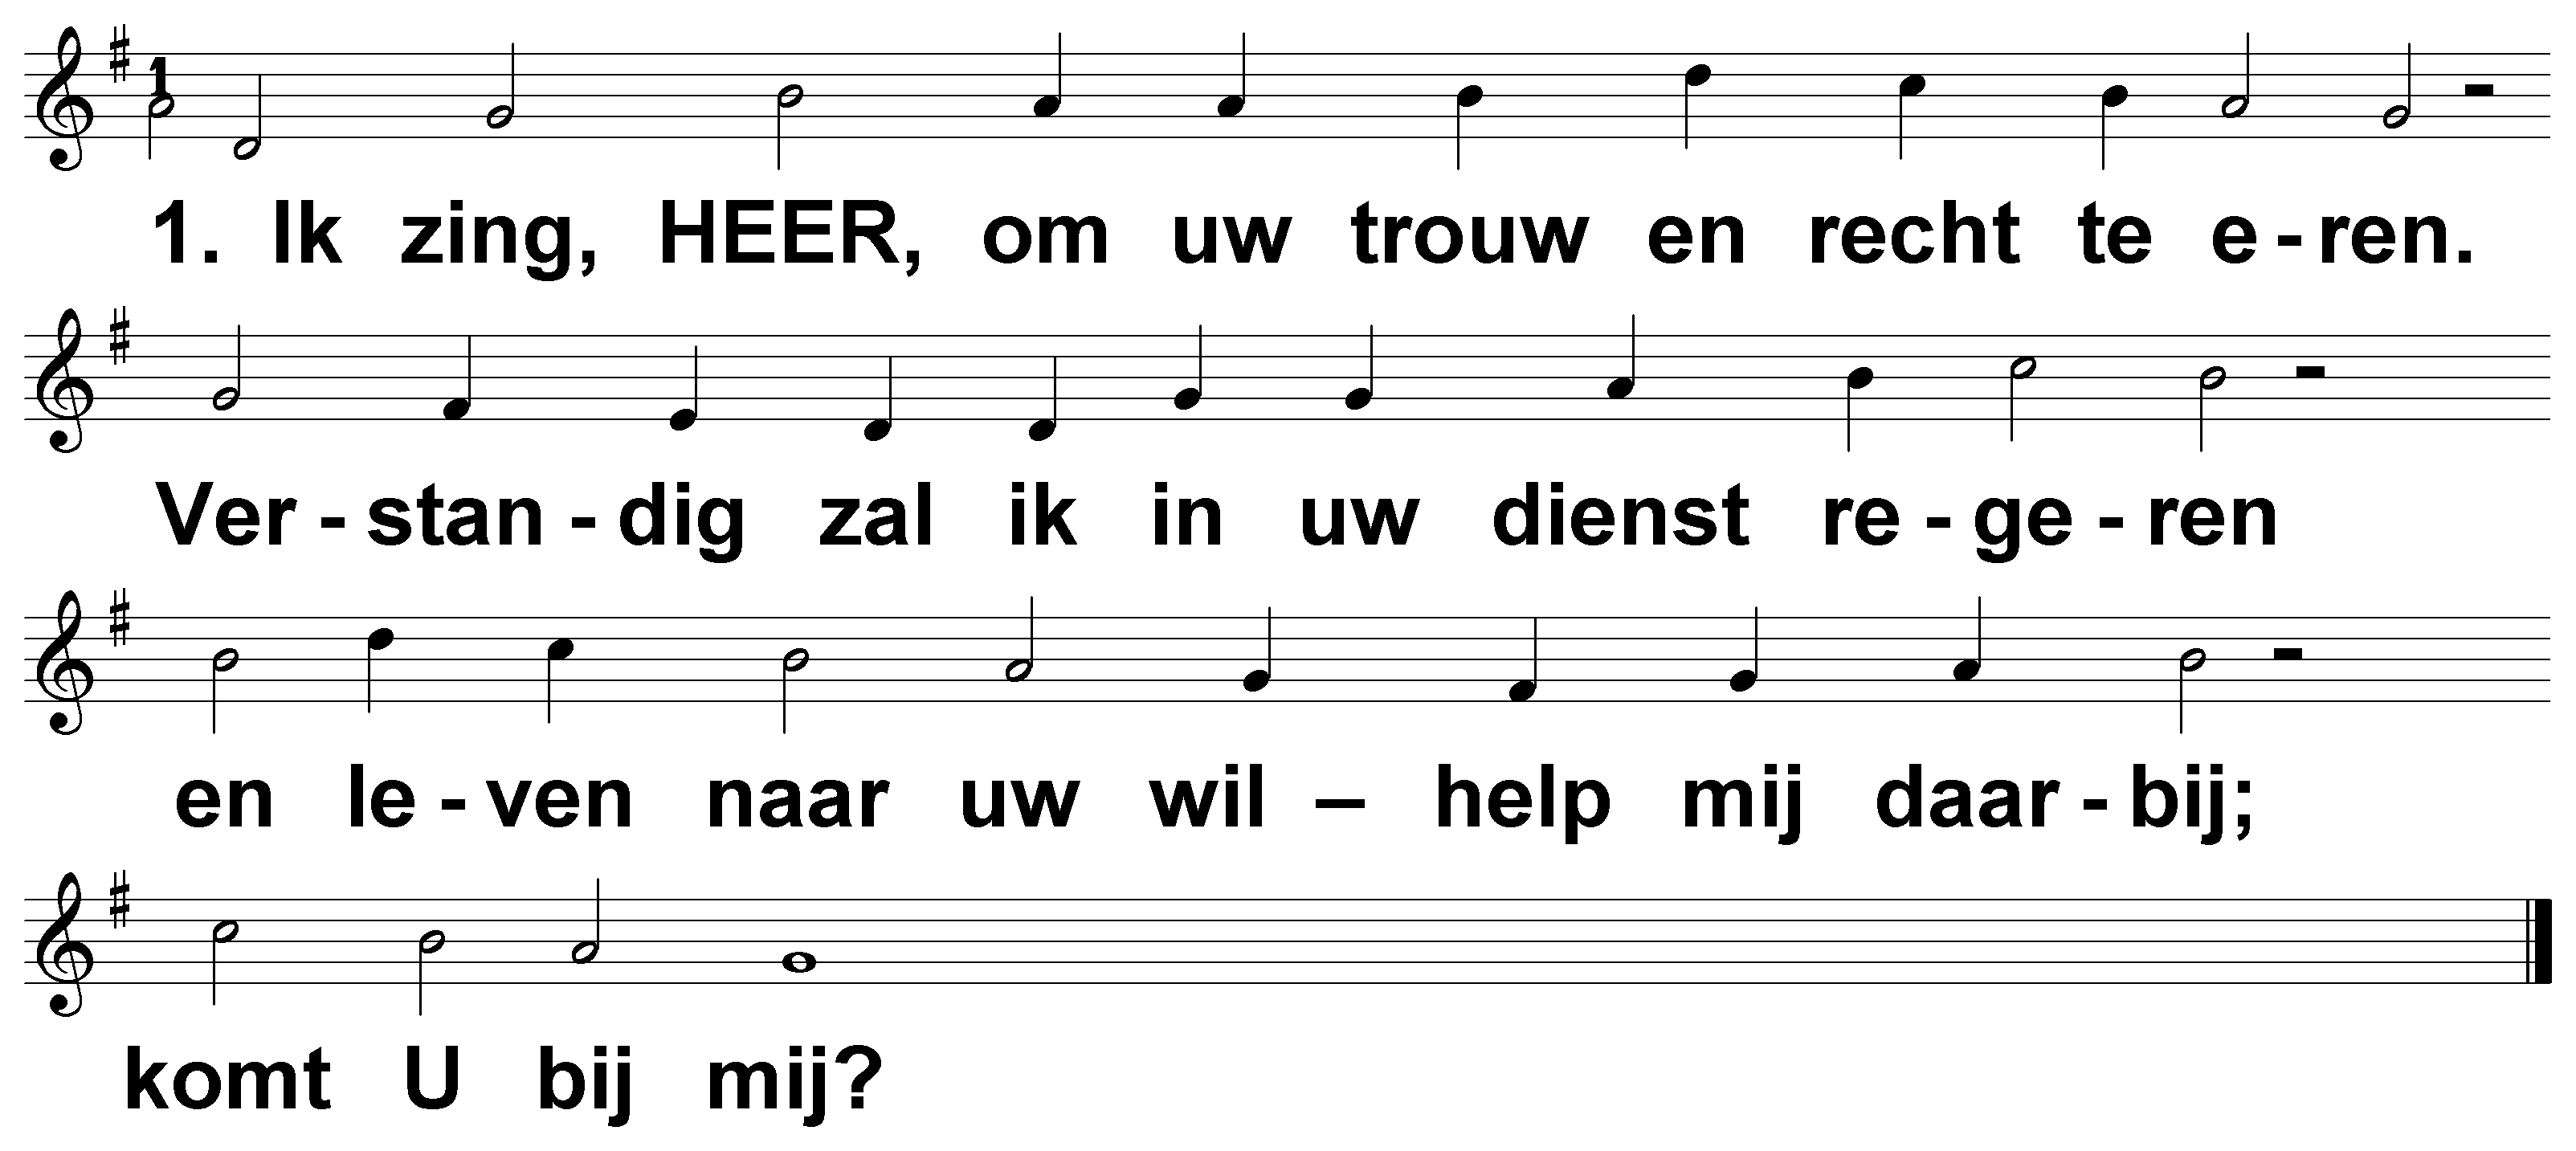 1. Ik zing, HEER, om uw trouw en recht te e - ren.
Ver - stan - dig zal ik in uw dienst re - ge - ren
en le - ven naar uw wil – help mij daar - bij;
komt U bij mij?